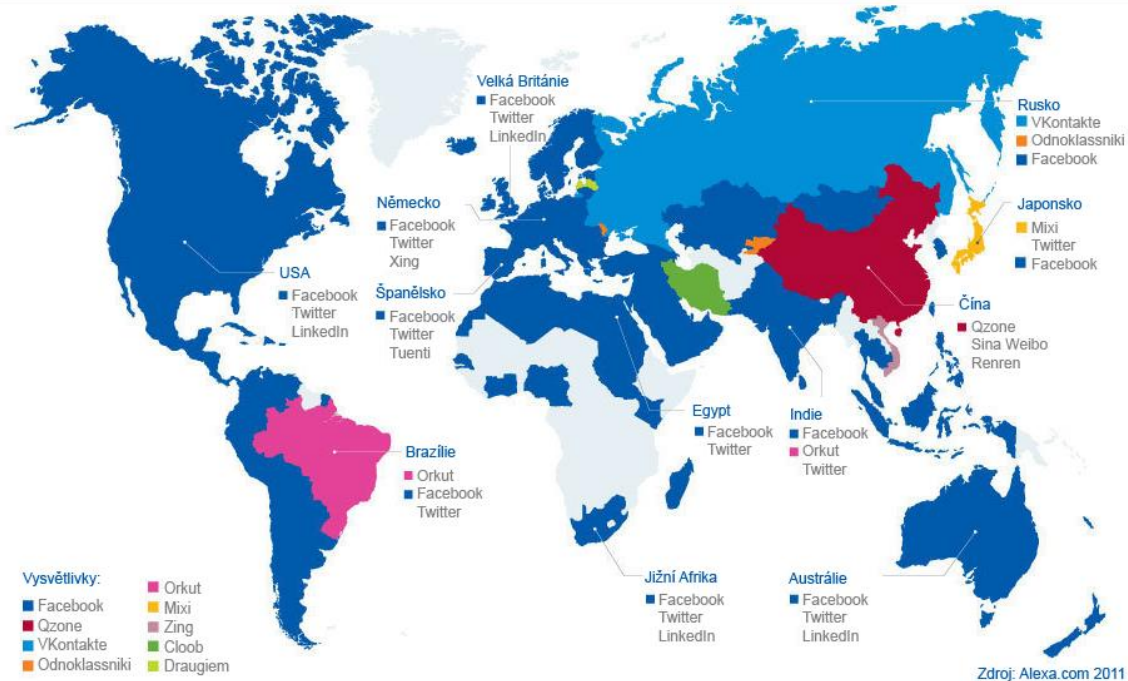 Velká Británie
Facebook
Twitter
LinkedIn
Rusko
VKontakte
Odnoklassniki
Facebook
Německo
Facebook
Twitter
Xing
Japonsko
Mixi
Twitter
Facebook
USA
Facebook
Twitter
LinkedIn
Španělsko
Facebook
Twitter
Tuenti
Čína
Qzone
Sina Weibo
Renren
Egypt
Facebook
Twitter
Indie
Facebook
Orkut
Twitter
Brazílie
Orkut
Facebook
Twitter
Jižní Afrika
Facebook
Twitter
LinkedIn
Austrálie
Facebook
Twitter
LinkedIn
Vysvětlivky:
Facebook
Qzone
VKontakte
Odnoklassniki
Orkut
Mixi
Zing
Cloob
Draugiem
Zdroj: Alexa.com 2011